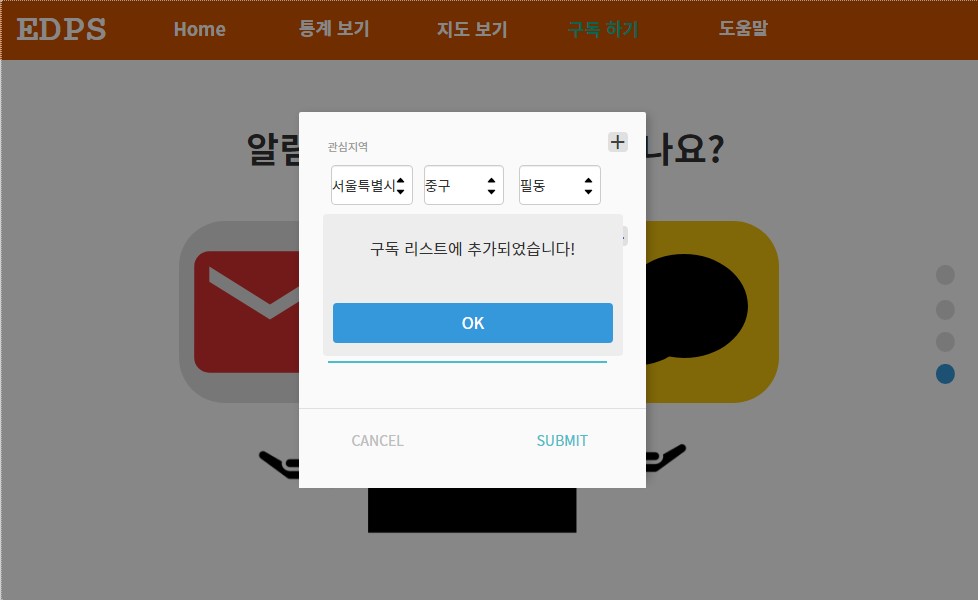 EDPS Home 통계 보기 지도 보기 구독 하기 도움말
나요?
관심지역
서울특별시 중구 필동
구독 리스트에 추가되었습니다!
OK
CANCEL SUBMIT